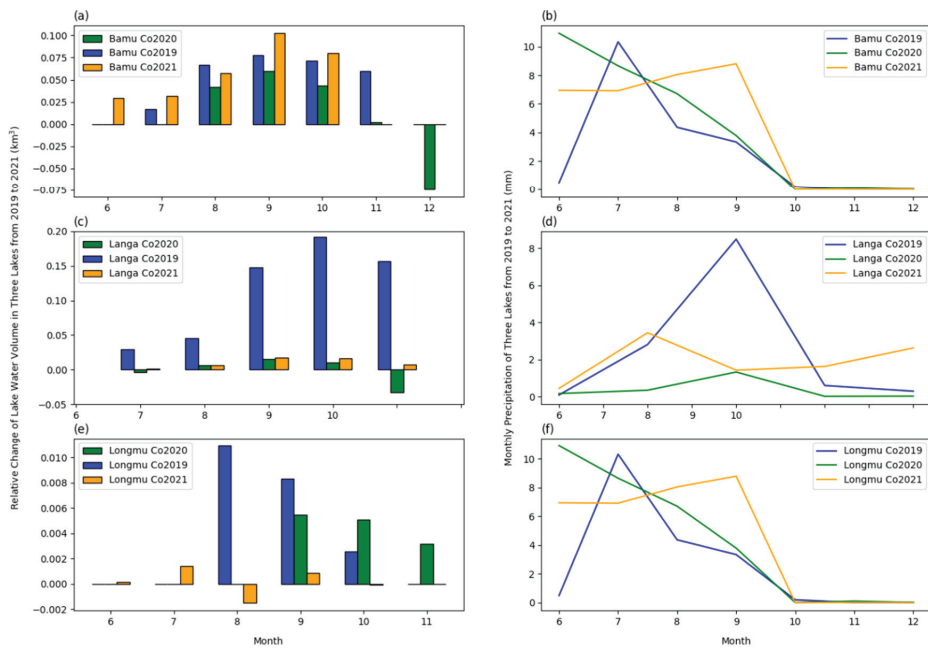 (a)
Bamu Co2020
Bamu Co2019
Bamu Co2021
0.100
0.075
0.050
0.025
0.000
−0.025
−0.050
−0.075
6 7 8 9 10 11 12
(b)
Bamu Co2019
Bamu Co2020
Bamu Co2021
10
8
6
4
2
0
6 7 8 9 10 11 12
Relative Change of Lake Water Volume in Three Lakes from 2019 to 2021 (km³)
(c)
Langa Co2020
Langa Co2019
Langa Co2021
0.20
0.15
0.10
0.05
0.00
−0.05
6 7 8 9 10
Monthly Precipitation of Three Lakes from 2019 to 2021 (mm)
(d)
Langa Co2019
Langa Co2020
Langa Co2021
8
6
4
2
0
6 8 10
(e)
Longmu Co2020
Longmu Co2019
Longmu Co2021
0.010
0.008
0.006
0.004
0.002
0.000
−0.002
6 7 8 9 10 11
Month
(f)
Longmu Co2019
Longmu Co2020
Longmu Co2021
10
8
6
4
2
0
6 7 8 9 10 11 12
Month